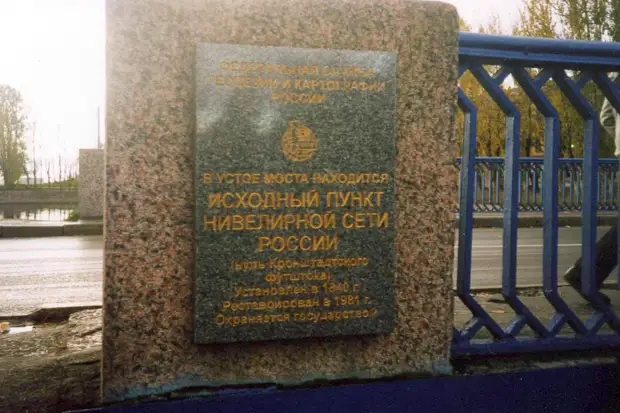 ФЕДЕРАЛЬНАЯ СЛУЖБА
ГЕОДЕЗИИ И КАРТОГРАФИИ
РОССИИ
В УСТОЕ МОСТА НАХОДИТСЯ
ИСХОДНЫЙ ПУНКТ
НИВЕЛИРНОЙ СЕТИ
РОССИИ
(нуль Кронштадтского
футштока)
Установлен в 1840 г.
Реставрирован в 1981 г.
Охраняется государством